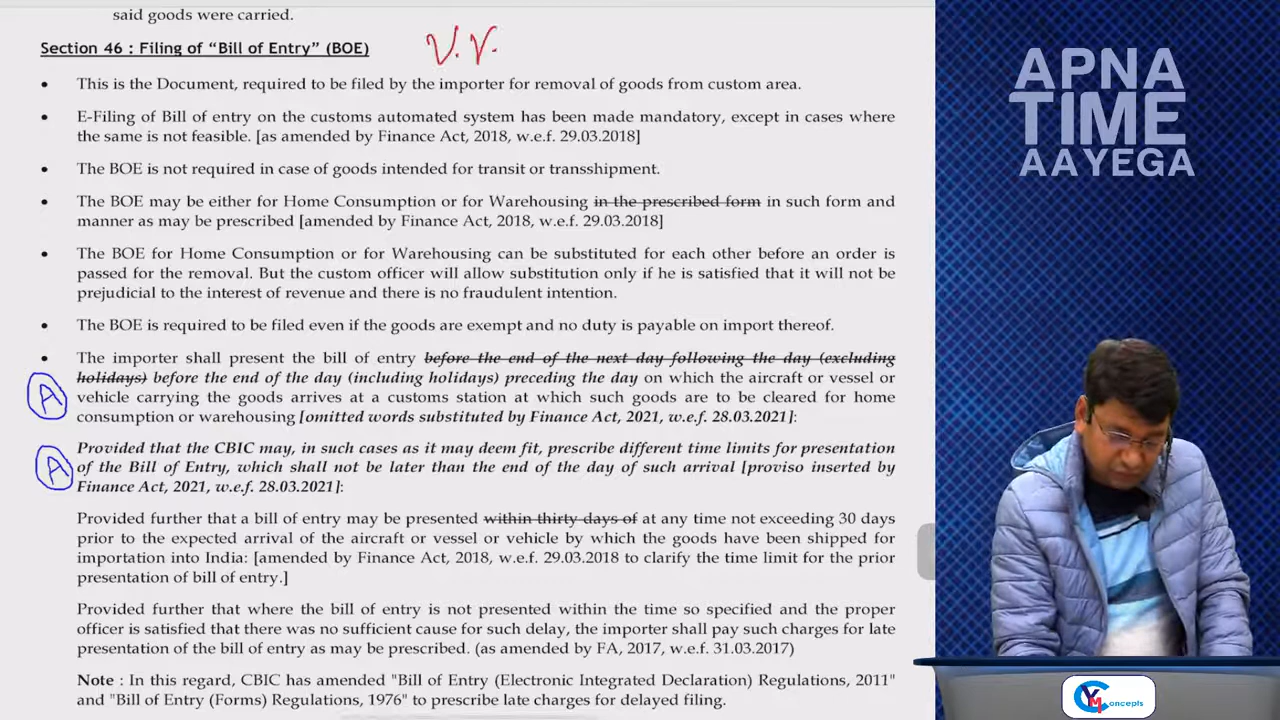 said goods were carried.
Section 46 : Filing of “Bill of Entry” (BOE) V.V.
• This is the Document, required to be filed by the importer for removal of goods from custom area.
• E-Filing of Bill of entry on the customs automated system has been made mandatory, except in cases where
the same is not feasible. [as amended by Finance Act, 2018, w.e.f. 29.03.2018]
• The BOE is not required in case of goods intended for transit or transshipment.
• The BOE may be either for Home Consumption or for Warehousing in the prescribed form in such form and
manner as may be prescribed [amended by Finance Act, 2018, w.e.f. 29.03.2018]
• The BOE for Home Consumption or for Warehousing can be substituted for each other before an order is
passed for the removal. But the custom officer will allow substitution only if he is satisfied that it will not be
prejudicial to the interest of revenue and there is no fraudulent intention.
• The BOE is required to be filed even if the goods are exempt and no duty is payable on import thereof.
• The importer shall present the bill of entry before the end of the next day following the day (excluding
holidays) before the end of the day (including holidays) preceding the day on which the aircraft or vessel or
A vehicle carrying the goods arrives at a customs station at which such goods are to be cleared for home
consumption or warehousing [omitted words substituted by Finance Act, 2021, w.e.f. 28.03.2021]:
Provided that the CBIC may, in such cases as it may deem fit, prescribe different time limits for presentation
A of the Bill of Entry, which shall not be later than the end of the day of such arrival [proviso inserted by
Finance Act, 2021, w.e.f. 28.03.2021]:
Provided further that a bill of entry may be presented within thirty days of at any time not exceeding 30 days
prior to the expected arrival of the aircraft or vessel or vehicle by which the goods have been shipped for
importation into India: [amended by Finance Act, 2018, w.e.f. 29.03.2018 to clarify the time limit for the prior
presentation of bill of entry.]
Provided further that where the bill of entry is not presented within the time so specified and the proper
officer is satisfied that there was no sufficient cause for such delay, the importer shall pay such charges for late
presentation of the bill of entry as may be prescribed. (as amended by FA, 2017, w.e.f. 31.03.2017)
Note : In this regard, CBIC has amended "Bill of Entry (Electronic Integrated Declaration) Regulations, 2011"
and "Bill of Entry (Forms) Regulations, 1976" to prescribe late charges for delayed filing.
APNA
TIME
AAYEGA
YM Concepts